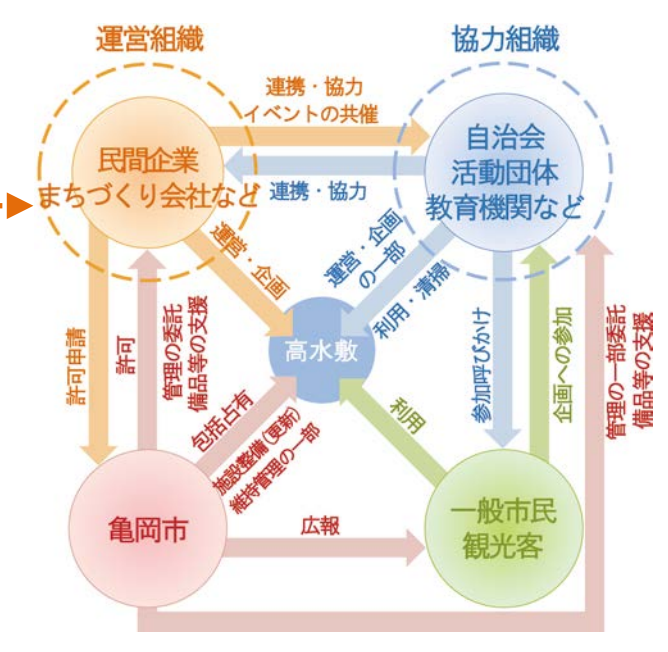 運営組織
協力組織
連携・協力
イベントの共催
民間企業
まちづくり会社など
自治会
活動団体
教育機関など
連携・協力
運営・企画
運営・企画
の一部
利用・清掃
高水敷
許可申請
許可
管理の委託
備品等の支援
参加呼びかけ
企画への参加
管理の一部委託
備品等の支援
包括占有
施設整備(更新)
維持管理の一部
利用
亀岡市
広報
一般市民
観光客